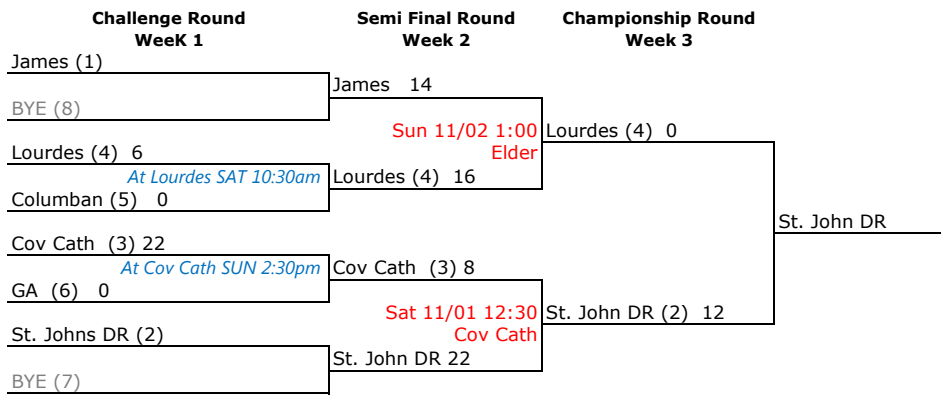 Challenge Round
WeeK 1
Semi Final Round
Week 2
Championship Round
Week 3
James (1)
BYE (8)
James 14
Sun 11/02 1:00
Elder
Lourdes (4) 0
Lourdes (4) 6
At Lourdes SAT 10:30am
Lourdes (4) 16
Columban (5) 0
St. John DR
Cov Cath (3) 22
At Cov Cath SUN 2:30pm
Cov Cath (3) 8
GA (6) 0
Sat 11/01 12:30
Cov Cath
St. John DR (2) 12
St. Johns DR (2)
St. John DR 22
BYE (7)